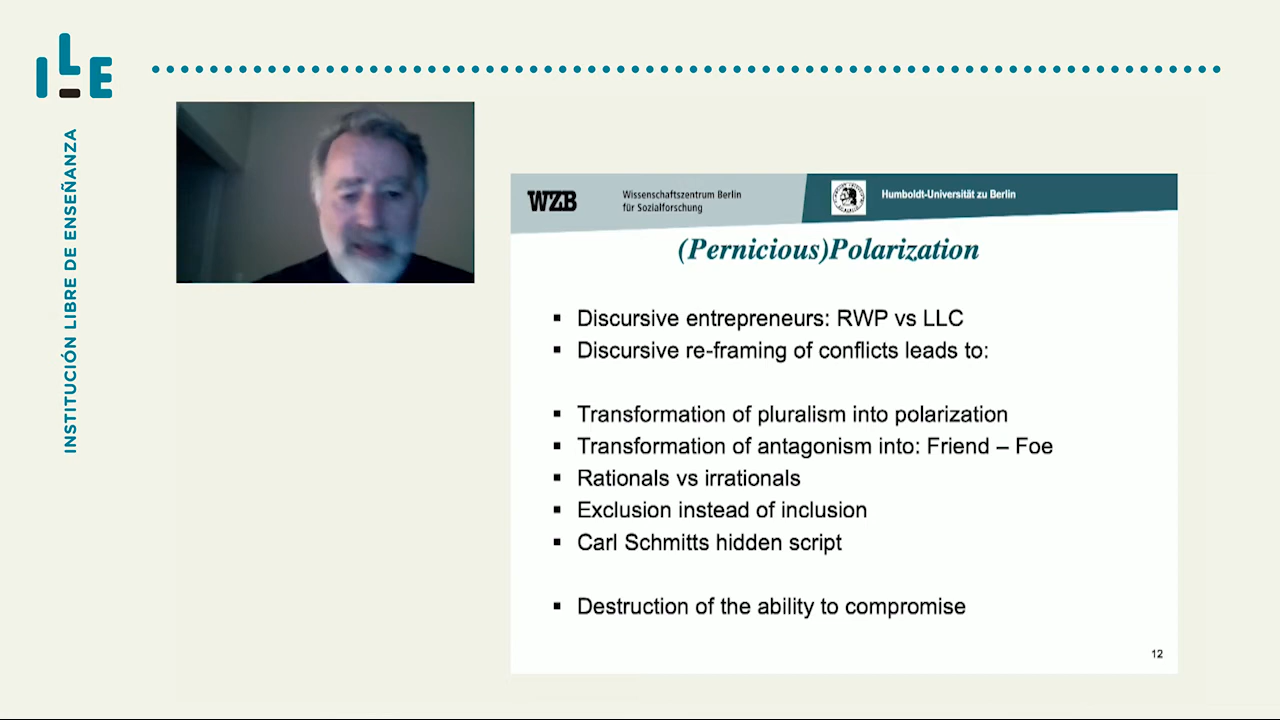 ILE
INSTITUCIÓN LIBRE DE ENSEÑANZA
WZB
Wissenschaftszentrum Berlin
für Sozialforschung
Humboldt-Universität zu Berlin
(Pernicious)Polarization
▪ Discursive entrepreneurs: RWP vs LLC
▪ Discursive re-framing of conflicts leads to:
▪ Transformation of pluralism into polarization
▪ Transformation of antagonism into: Friend – Foe
▪ Rationals vs irrationals
▪ Exclusion instead of inclusion
▪ Carl Schmitts hidden script
▪ Destruction of the ability to compromise
12